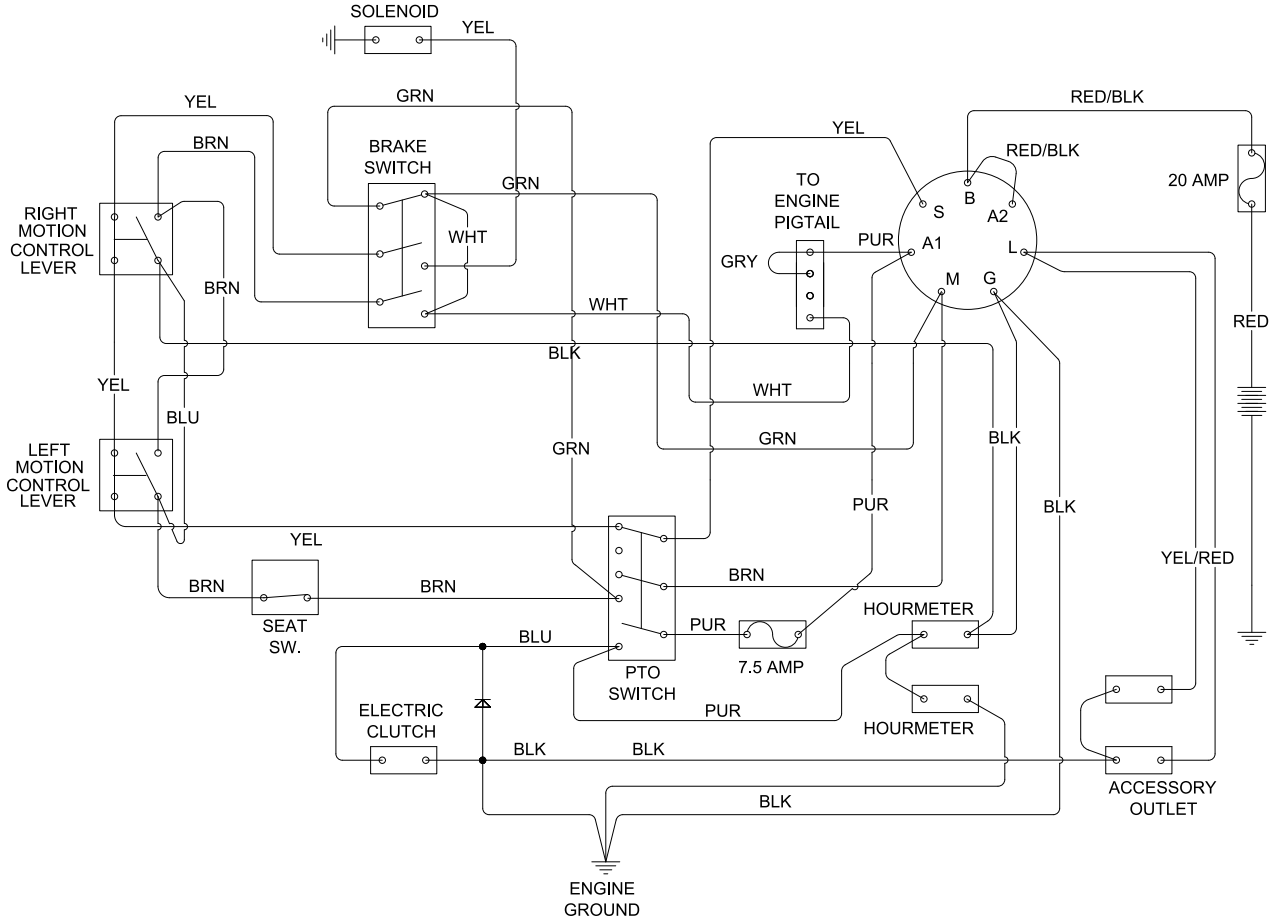 SOLENOID
YEL
GRN
YEL
RED/BLK
YEL
BRN
BRAKE
SWITCH
RED/BLK
TO
ENGINE
PIGTAIL
20 AMP
GRN
B
S
A2
RIGHT
MOTION
CONTROL
LEVER
WHT
PUR
A1
L
GRY
M
G
BRN
WHT
RED
BLK
YEL
WHT
BLU
GRN
BLK
GRN
LEFT
MOTION
CONTROL
LEVER
PUR
BLK
YEL
YEL/RED
BRN
BRN
BRN
HOURMETER
SEAT
SW.
BLU
PUR
7.5 AMP
PTO
SWITCH
PUR
ELECTRIC
CLUTCH
HOURMETER
BLK
BLK
ACCESSORY
OUTLET
BLK
ENGINE
GROUND